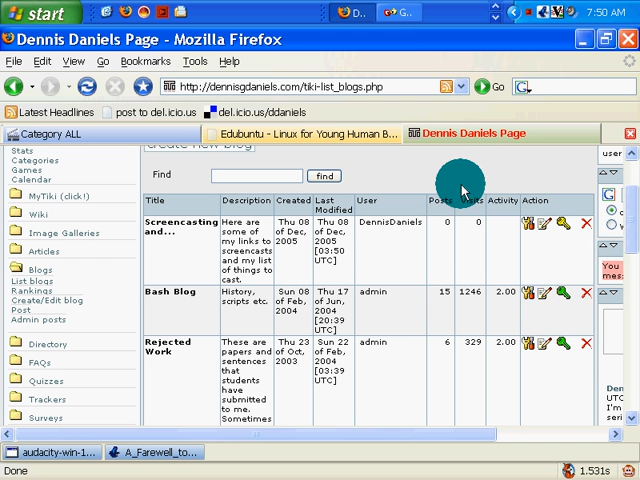 start
D..
G..
7:50 AM
Dennis Daniels Page - Mozilla Firefox
File Edit View Go Bookmarks Tools Help
http://dennisgdaniels.com/tiki-list_blogs.php
Go
Latest Headlines post to del.icio.us del.icio.us/ddaniels
Category ALL
Edubuntu - Linux for Young Human B...
Dennis Daniels Page
create new blog
Stats
Categories
Games
Calendar
MyTiki (click!)
Wiki
Image Galleries
Articles
Blogs
List blogs
Rankings
Create/Edit blog
Post
Admin posts
Directory
FAQs
Quizzes
Trackers
Surveys
Find
find
Title Description Created Last Modified User Posts Visits Activity Action
Screencasting and...
Here are some of my links to screencasts and my list of things to cast.
Thu 08 of Dec, 2005
Thu 08 of Dec, 2005 [03:50 UTC]
DennisDaniels 0 0
Bash Blog
History, scripts etc.
Sun 08 of Feb, 2004
Thu 17 of Jun, 2004 [20:39 UTC]
admin 15 1246 2.00
Rejected Work
These are papers and sentences that students have submitted to me. Sometimes
Thu 23 of Oct, 2003
Sun 22 of Feb, 2004 [03:39 UTC]
admin 6 329 2.00
user
You
mes:
Den
UTC
I'm
seri
audacity-win-1...
A_Farewell_to...
Done
1.531s